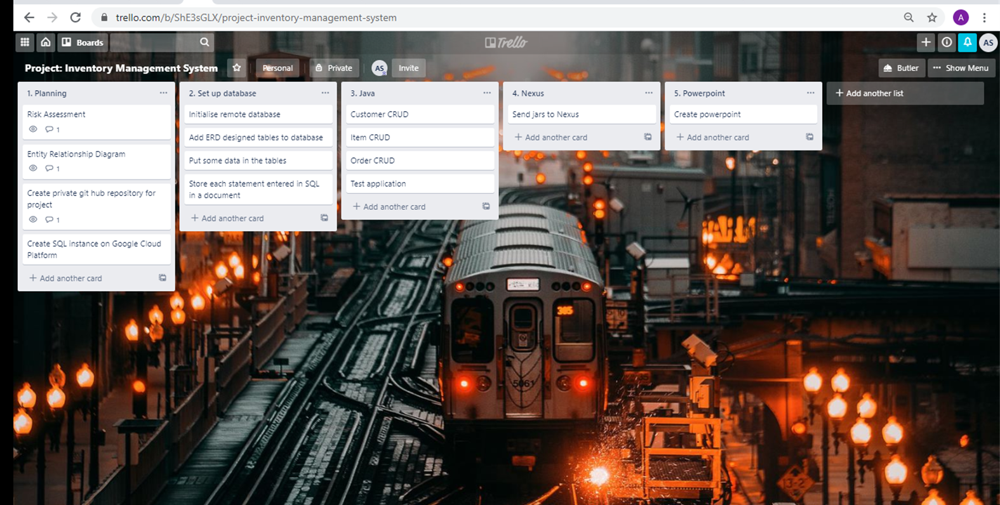 trello.com/b/ShE3sGLX/project-inventory-management-system
A
Boards
Trello
AS
Project: Inventory Management System
Personal
Private
AS
Invite
Butler
Show Menu
1. Planning
Risk Assessment
1
Entity Relationship Diagram
1
Create private git hub repository for
project
1
Create SQL instance on Google Cloud
Platform
+ Add another card
2. Set up database
Initialise remote database
Add ERD designed tables to database
Put some data in the tables
Store each statement entered in SQL
in a document
+ Add another card
3. Java
Customer CRUD
Item CRUD
Order CRUD
Test application
+ Add another card
4. Nexus
Send jars to Nexus
+ Add another card
5. Powerpoint
Create powerpoint
+ Add another card
+ Add another list
5061
13-2